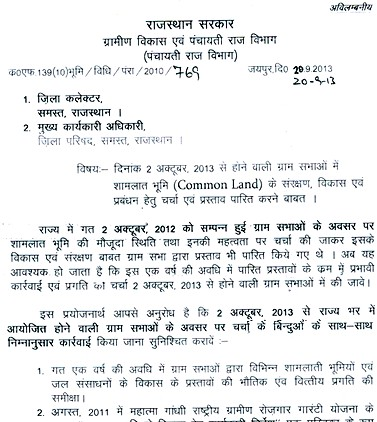 अविलम्बनीय
राजस्थान सरकार
ग्रामीण विकास एवं पंचायती राज विभाग
(पंचायती राज विभाग)
क0एफ.139(10)भूमि / विधि / परा / 2010 / 769 जयपुर,दि0 20.9.2013
20-9-13
1. ज़िला कलेक्टर,
समस्त, राजस्थान ।
2. मुख्य कार्यकारी अधिकारी,
ज़िला परिषद, समस्त, राजस्थान ।
विषयः– दिनांक 2 अक्टूबर, 2013 से होने वाली ग्राम सभाओं में
शामलात भूमि (Common Land) के संरक्षण, विकास एवं
प्रबंधन हेतु चर्चा एवं प्रस्ताव पारित करने बाबत ।
राज्य में गत 2 अक्टूबर, 2012 को सम्पन्न हुई ग्राम सभाओं के अवसर पर
शामलात भूमि की मौजूदा स्थिति तथा इनकी महत्वता पर चर्चा की जाकर इसके
विकास एवं संरक्षण बाबत ग्राम सभा द्वारा प्रस्ताव भी पारित किये गए थे । अब यह
आवश्यक हो जाता है कि इस एक वर्ष की अवधि में पारित प्रस्तावों के कम में प्रभावी
कार्रवाई एवं प्रगति का चर्चा 2 अक्टूबर, 2013 से होने वाली ग्राम सभाओं में की जावे।
इस प्रयोजनार्थ आपसे अनुरोध है कि 2 अक्टूबर, 2013 से राज्य भर में
आयोजित होने वाली ग्राम सभाओं के अवसर पर चर्चा के बिन्दुओं के साथ–साथ
निम्नानुसार कार्रवाई किया जाना सुनिश्चित करावें :–
1. गत एक वर्ष की अवधि में ग्राम सभाओं द्वारा विभिन्न शामलाती भूमियों एवं
जल संसाधनों के विकास के प्रस्तावों की भौतिक एवं वित्तीय प्रगति की
समीक्षा।
2. अगस्त, 2011 में महात्मा गांधी राष्ट्रीय ग्रामीण रोज़गार गारंटी योजना के